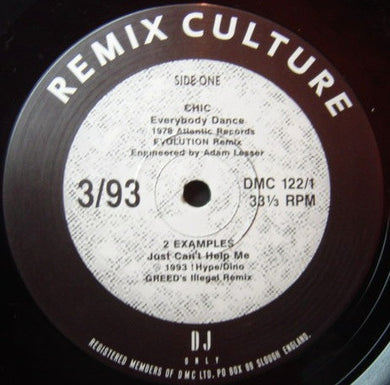 REMIX CULTURE
SIDE ONE
CHIC
Everybody Dance
1978 Atlantic Records
EVOLUTION Remix
Engineered by Adam Lesser
3/93
DMC 122/1
33⅓ RPM
2 EXAMPLES
Just Can't Help Me
1993 !Hype/Dino
GREED's Illegal Remix
DJ
ONLY
REGISTERED MEMBERS OF DMC LTD, PO BOX 89 SLOUGH ENGLAND.